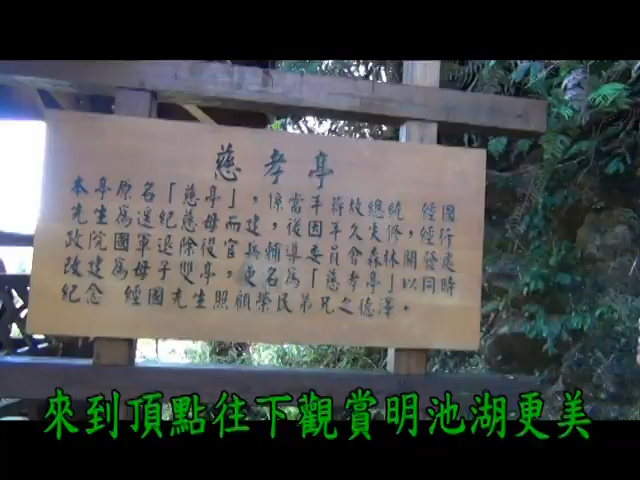 慈孝亭
本亭原名「慈亭」，係當年蔣故總統 經國
先生為追紀慈母而建，後因年久失修，經行
政院國軍退除役官兵輔導委員會森林開發處
改建為母子雙亭，更名為「慈孝亭」以同時
紀念 經國先生照顧榮民弟兄之德澤。
來到頂點往下觀賞明池湖更美